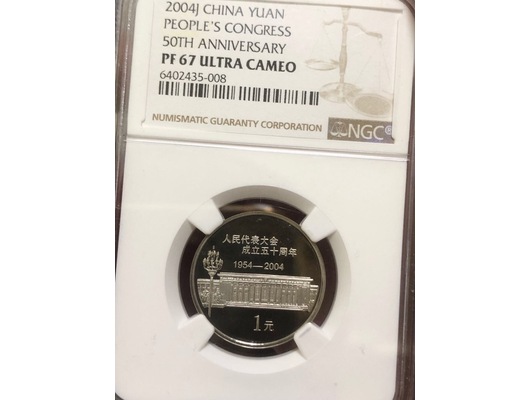 2004J CHINA YUAN
PEOPLE'S CONGRESS
50TH ANNIVERSARY
PF 67 ULTRA CAMEO
6402435-008
NUMISMATIC GUARANTY CORPORATION
NGC
人民代表大会
成立五十周年
1954—2004
1元